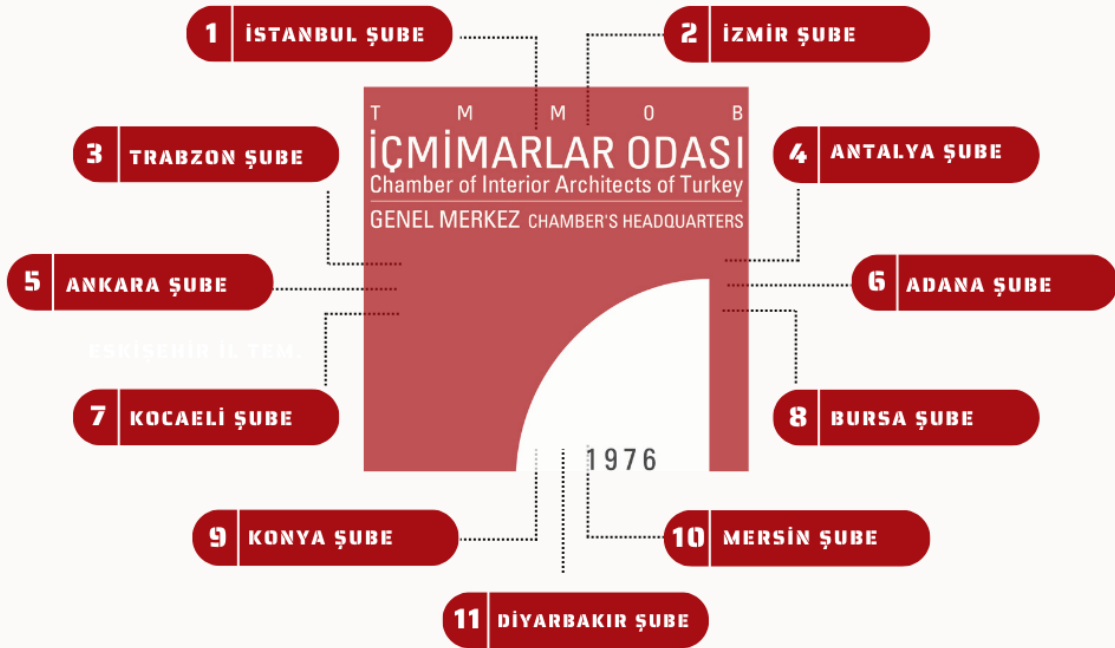 1 İSTANBUL ŞUBE
2 İZMİR ŞUBE
T M M O B
İÇMİMARLAR ODASI
Chamber of Interior Architects of Turkey
GENEL MERKEZ CHAMBER'S HEADQUARTERS
3 TRABZON ŞUBE
4 ANTALYA ŞUBE
5 ANKARA ŞUBE
6 ADANA ŞUBE
ESKİŞEHİR İL TEM.
7 KOCAELİ ŞUBE
8 BURSA ŞUBE
1976
9 KONYA ŞUBE
10 MERSİN ŞUBE
11 DİYARBAKIR ŞUBE